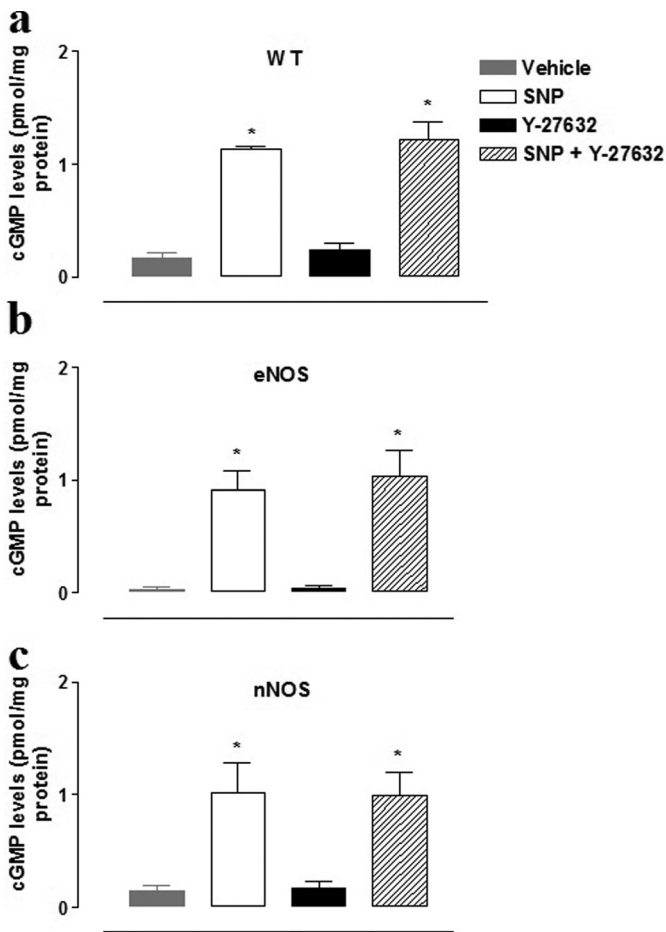 a
WT
cGMP levels (pmol/mg
protein)
2
1
0
*
*
Vehicle
SNP
Y-27632
SNP + Y-27632
b
eNOS
cGMP levels (pmol/mg
protein)
2
1
0
*
*
c
nNOS
cGMP levels (pmol/mg
protein)
2
1
0
*
*